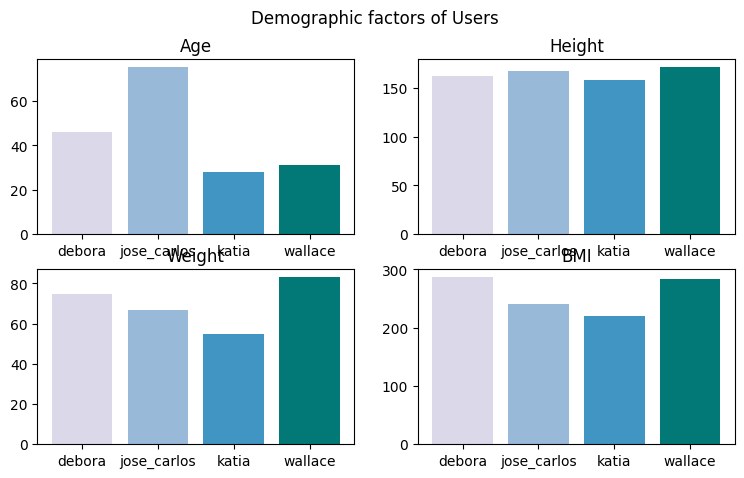 Demographic factors of Users
Age
60
40
20
0
debora jose_carlos katia wallace
Height
150
100
50
0
debora jose_carlos katia wallace
Weight
80
60
40
20
0
debora jose_carlos katia wallace
BMI
300
200
100
0
debora jose_carlos katia wallace